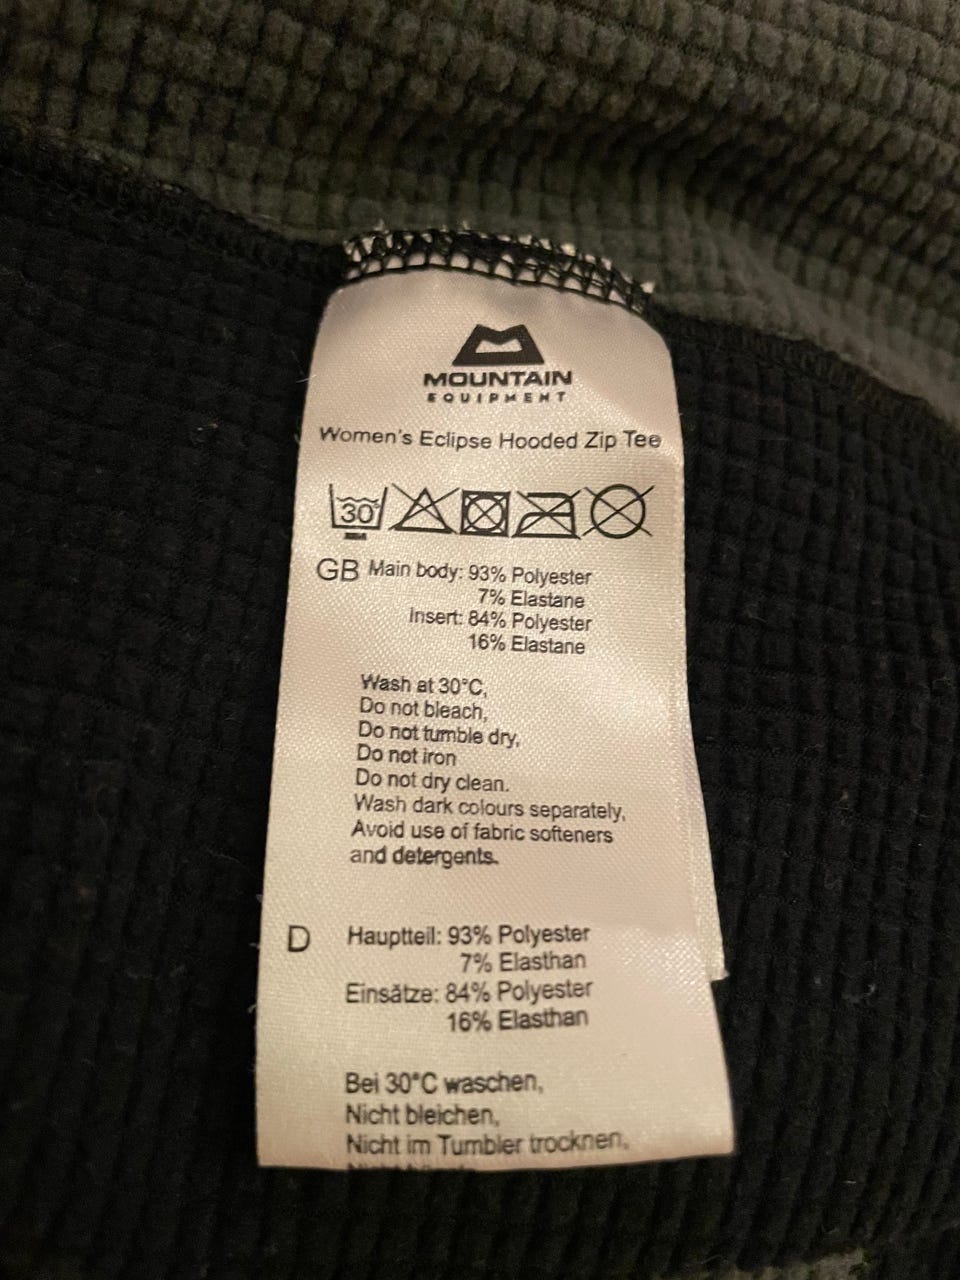 MOUNTAIN
EQUIPMENT
Women's Eclipse Hooded Zip Tee
30
GB Main body: 93% Polyester
7% Elastane
Insert: 84% Polyester
16% Elastane
Wash at 30°C,
Do not bleach,
Do not tumble dry,
Do not iron
Do not dry clean.
Wash dark colours separately,
Avoid use of fabric softeners
and detergents.
D Hauptteil: 93% Polyester
7% Elasthan
Einsätze: 84% Polyester
16% Elasthan
Bei 30°C waschen,
Nicht bleichen,
Nicht im Tumbler trocknen,